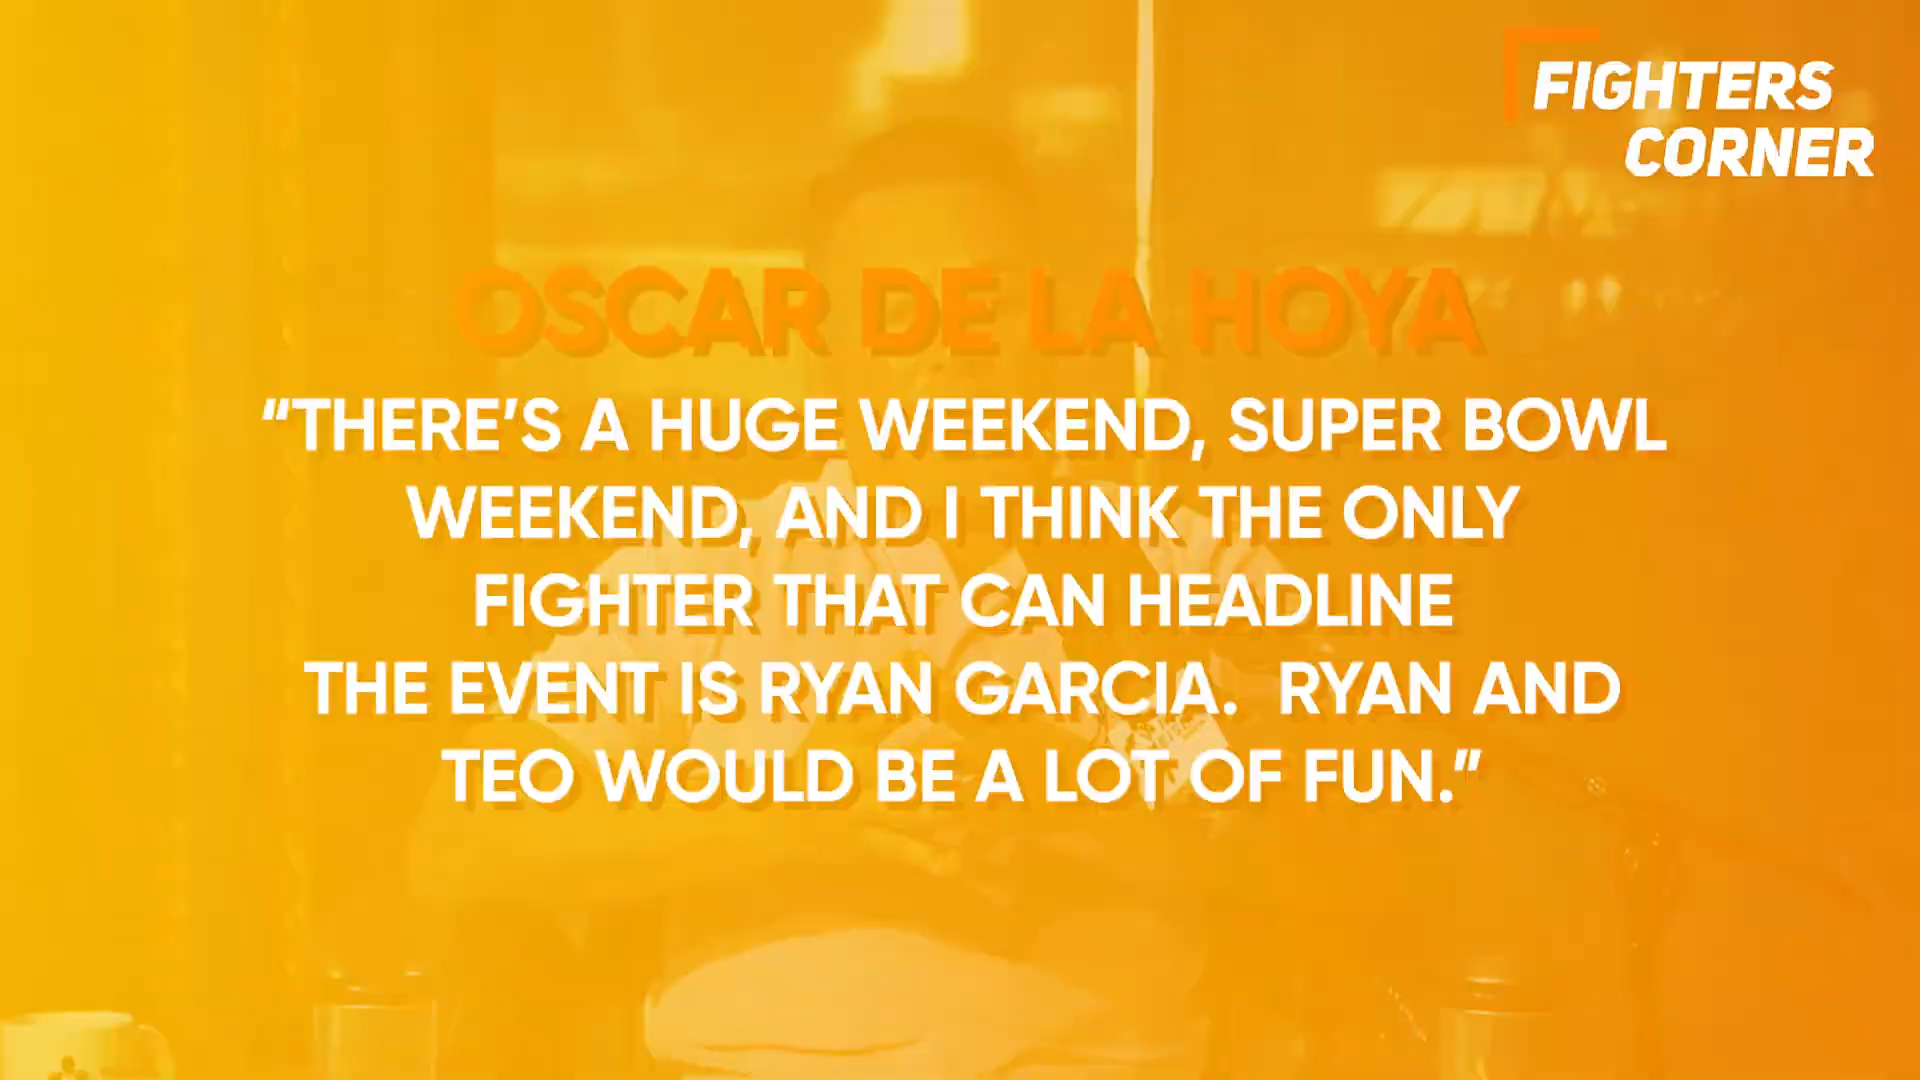 FIGHTERS
CORNER
OSCAR DE LA HOYA
“THERE’S A HUGE WEEKEND, SUPER BOWL
WEEKEND, AND I THINK THE ONLY
FIGHTER THAT CAN HEADLINE
THE EVENT IS RYAN GARCIA.  RYAN AND
TEO WOULD BE A LOT OF FUN.”